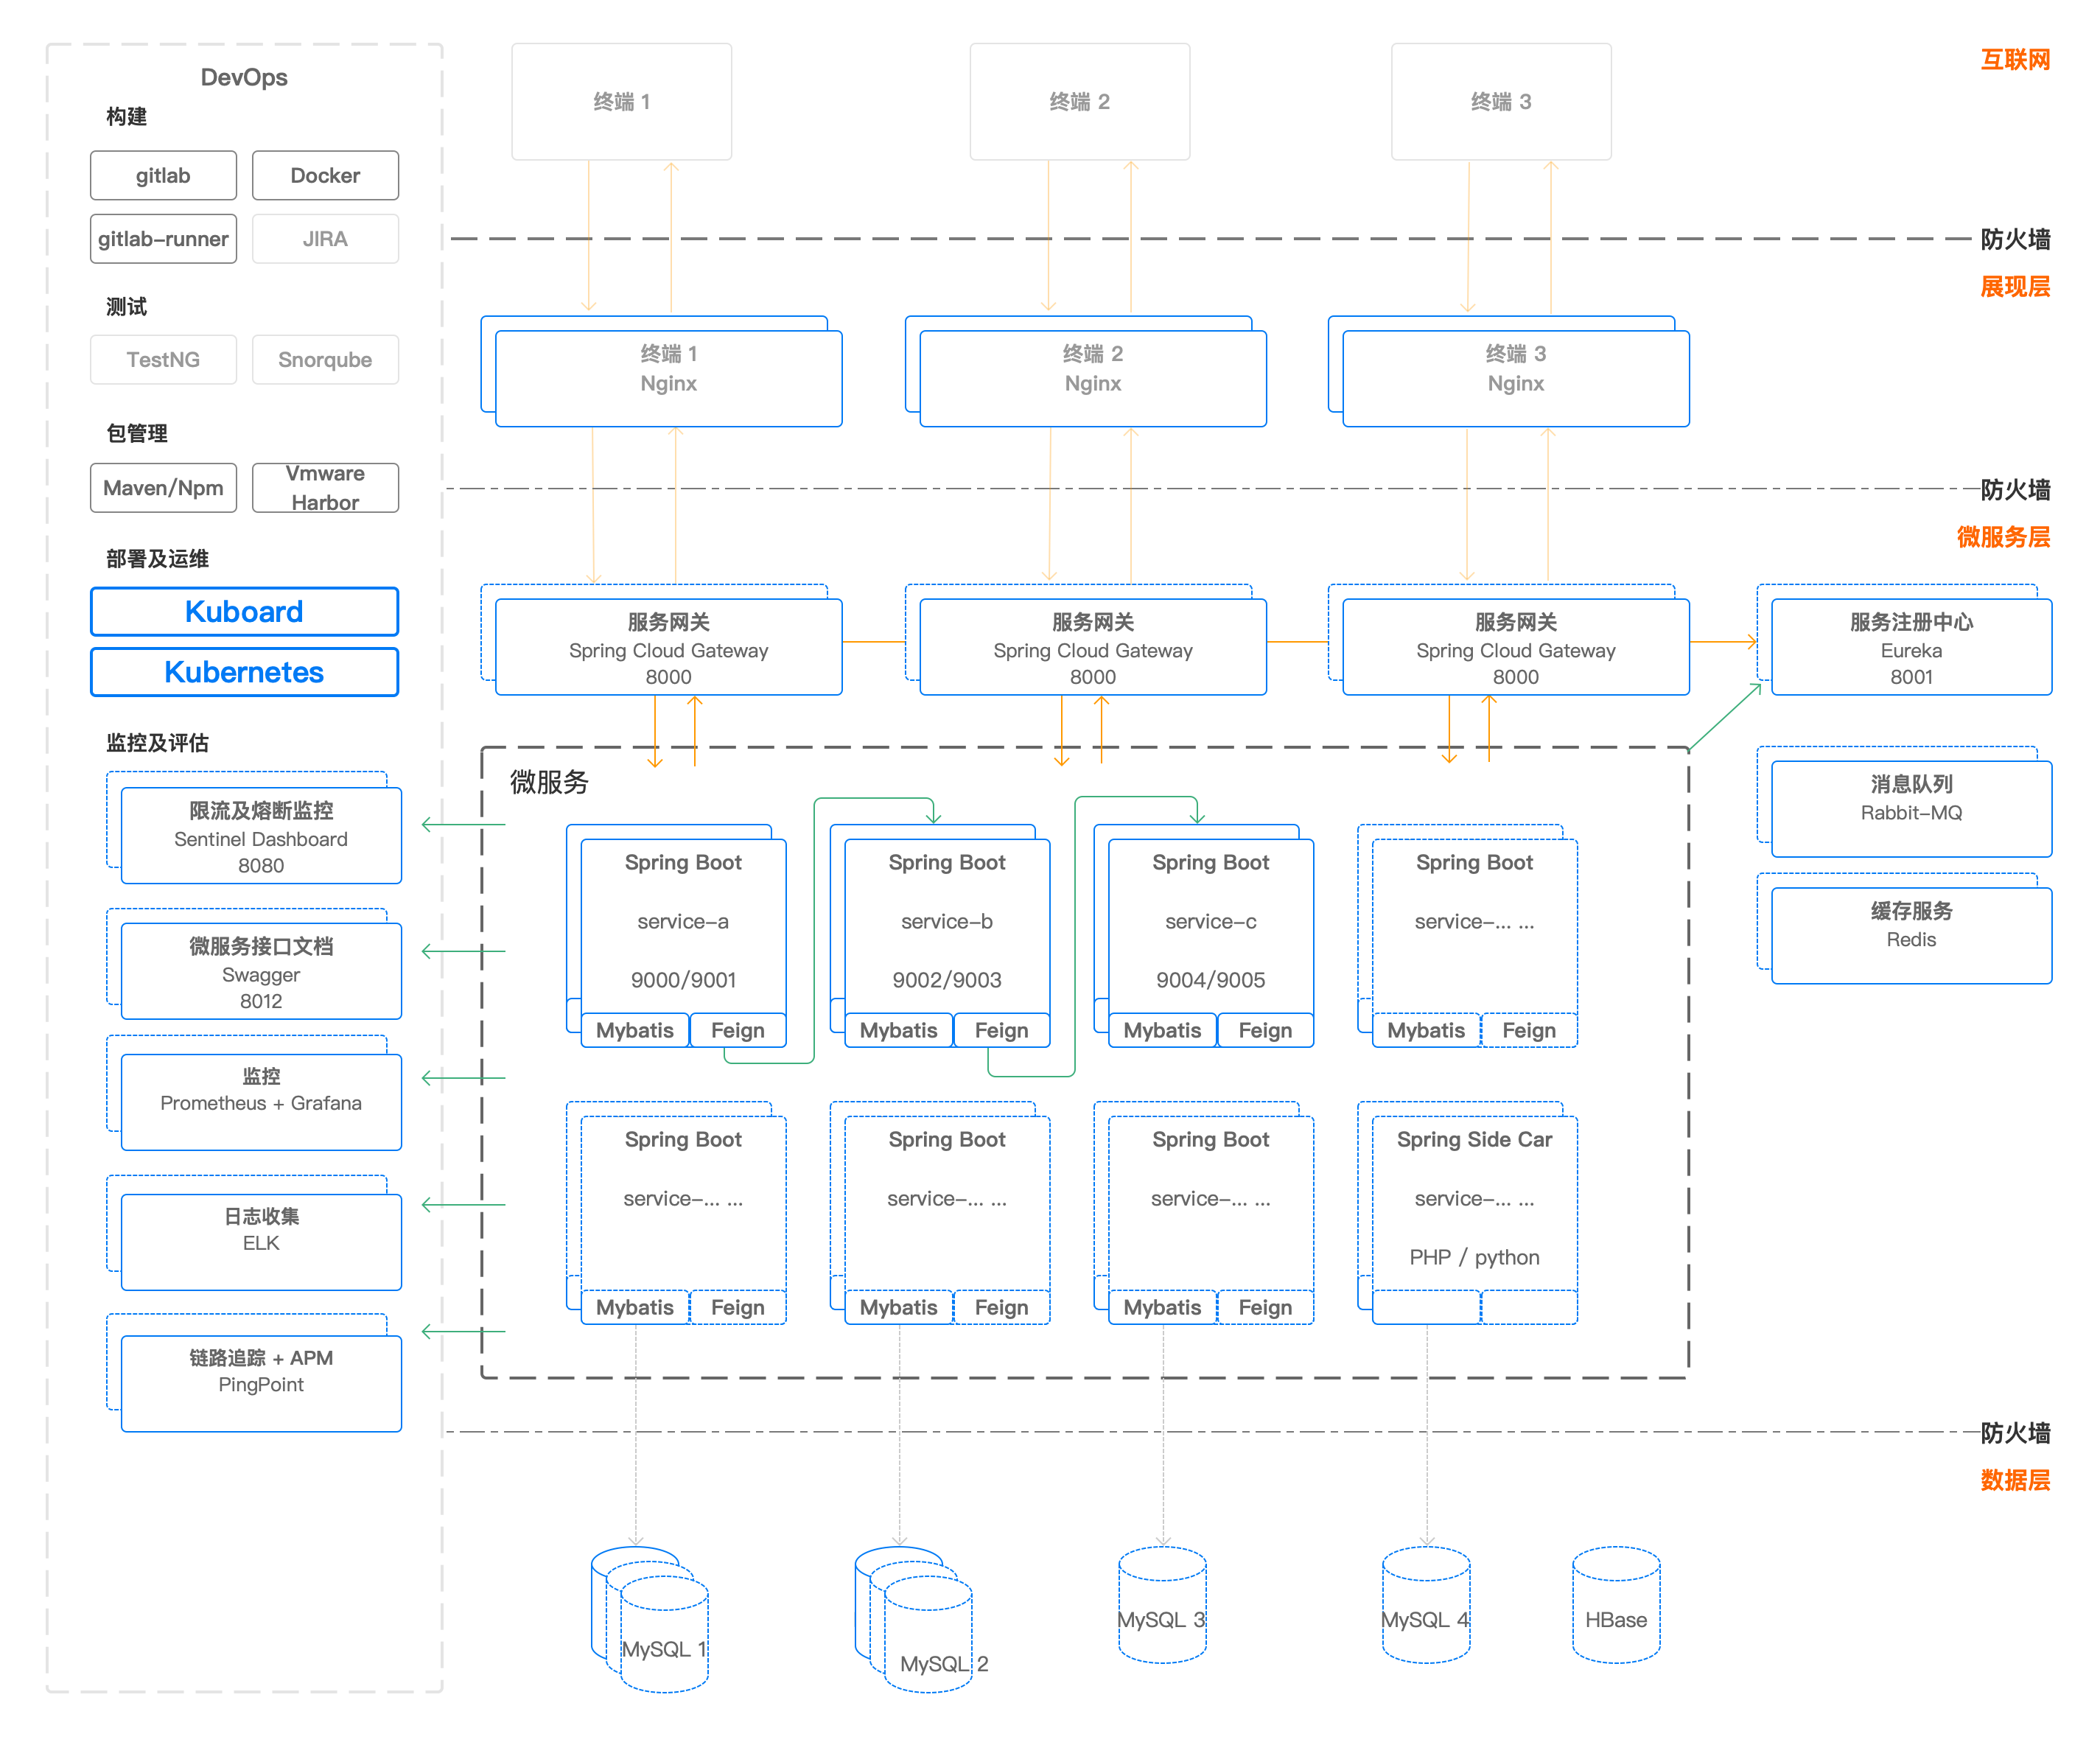 DevOps
构建
gitlab
Docker
gitlab-runner
JIRA
测试
TestNG
Snorqube
包管理
Maven/Npm
Vmware
Harbor
部署及运维
Kuboard
Kubernetes
监控及评估
限流及熔断监控
Sentinel Dashboard
8080
微服务接口文档
Swagger
8012
监控
Prometheus + Grafana
日志收集
ELK
链路追踪 + APM
PingPoint
互联网
终端 1
终端 2
终端 3
防火墙
展现层
终端 1
Nginx
终端 2
Nginx
终端 3
Nginx
防火墙
微服务层
服务网关
Spring Cloud Gateway
8000
服务网关
Spring Cloud Gateway
8000
服务网关
Spring Cloud Gateway
8000
服务注册中心
Eureka
8001
消息队列
Rabbit-MQ
缓存服务
Redis
微服务
Spring Boot
service-a
9000/9001
Mybatis
Feign
Spring Boot
service-b
9002/9003
Mybatis
Feign
Spring Boot
service-c
9004/9005
Mybatis
Feign
Spring Boot
service-... ...
Mybatis
Feign
Spring Boot
service-... ...
Mybatis
Feign
Spring Boot
service-... ...
Mybatis
Feign
Spring Boot
service-... ...
Mybatis
Feign
Spring Side Car
service-... ...
PHP / python
防火墙
数据层
MySQL 1
MySQL 2
MySQL 3
MySQL 4
HBase